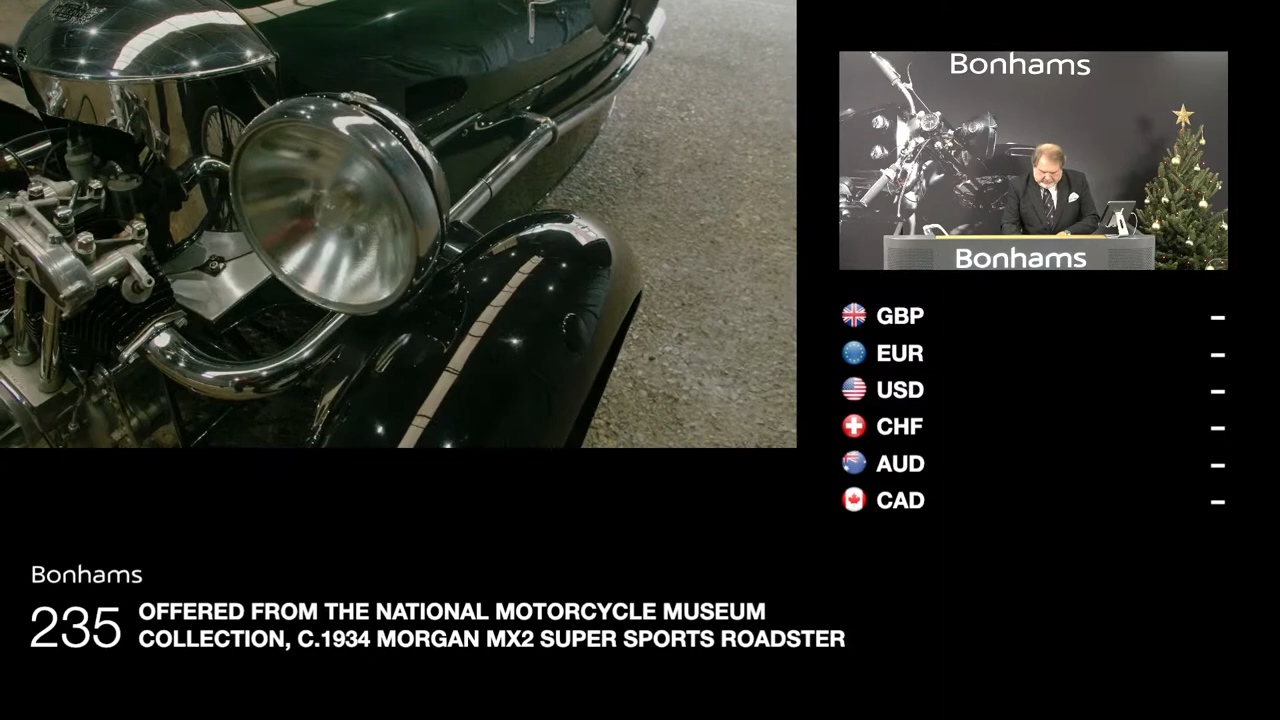 Bonhams
Bonhams
GBP –
EUR –
USD –
CHF –
AUD –
CAD –
Bonhams
235 OFFERED FROM THE NATIONAL MOTORCYCLE MUSEUM
COLLECTION, C.1934 MORGAN MX2 SUPER SPORTS ROADSTER